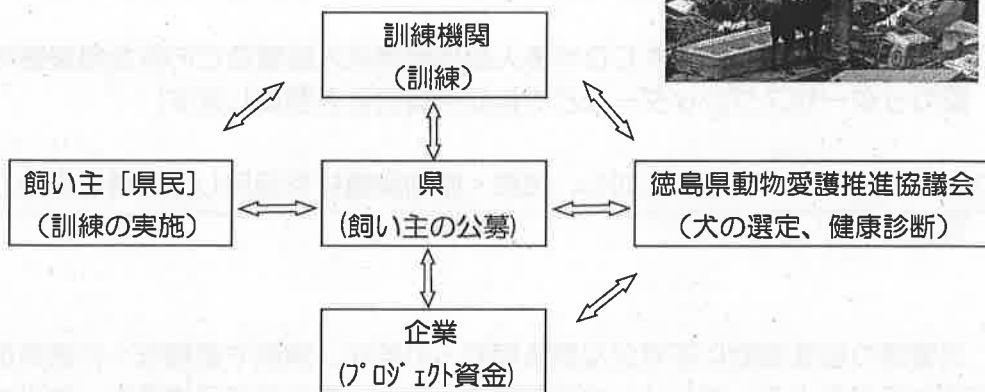 訓練機関
（訓練）
飼い主［県民］
（訓練の実施）
県
(飼い主の公募)
徳島県動物愛護推進協議会
（犬の選定、健康診断）
企業
(ﾌﾟﾛｼﾞｪｸﾄ資金)